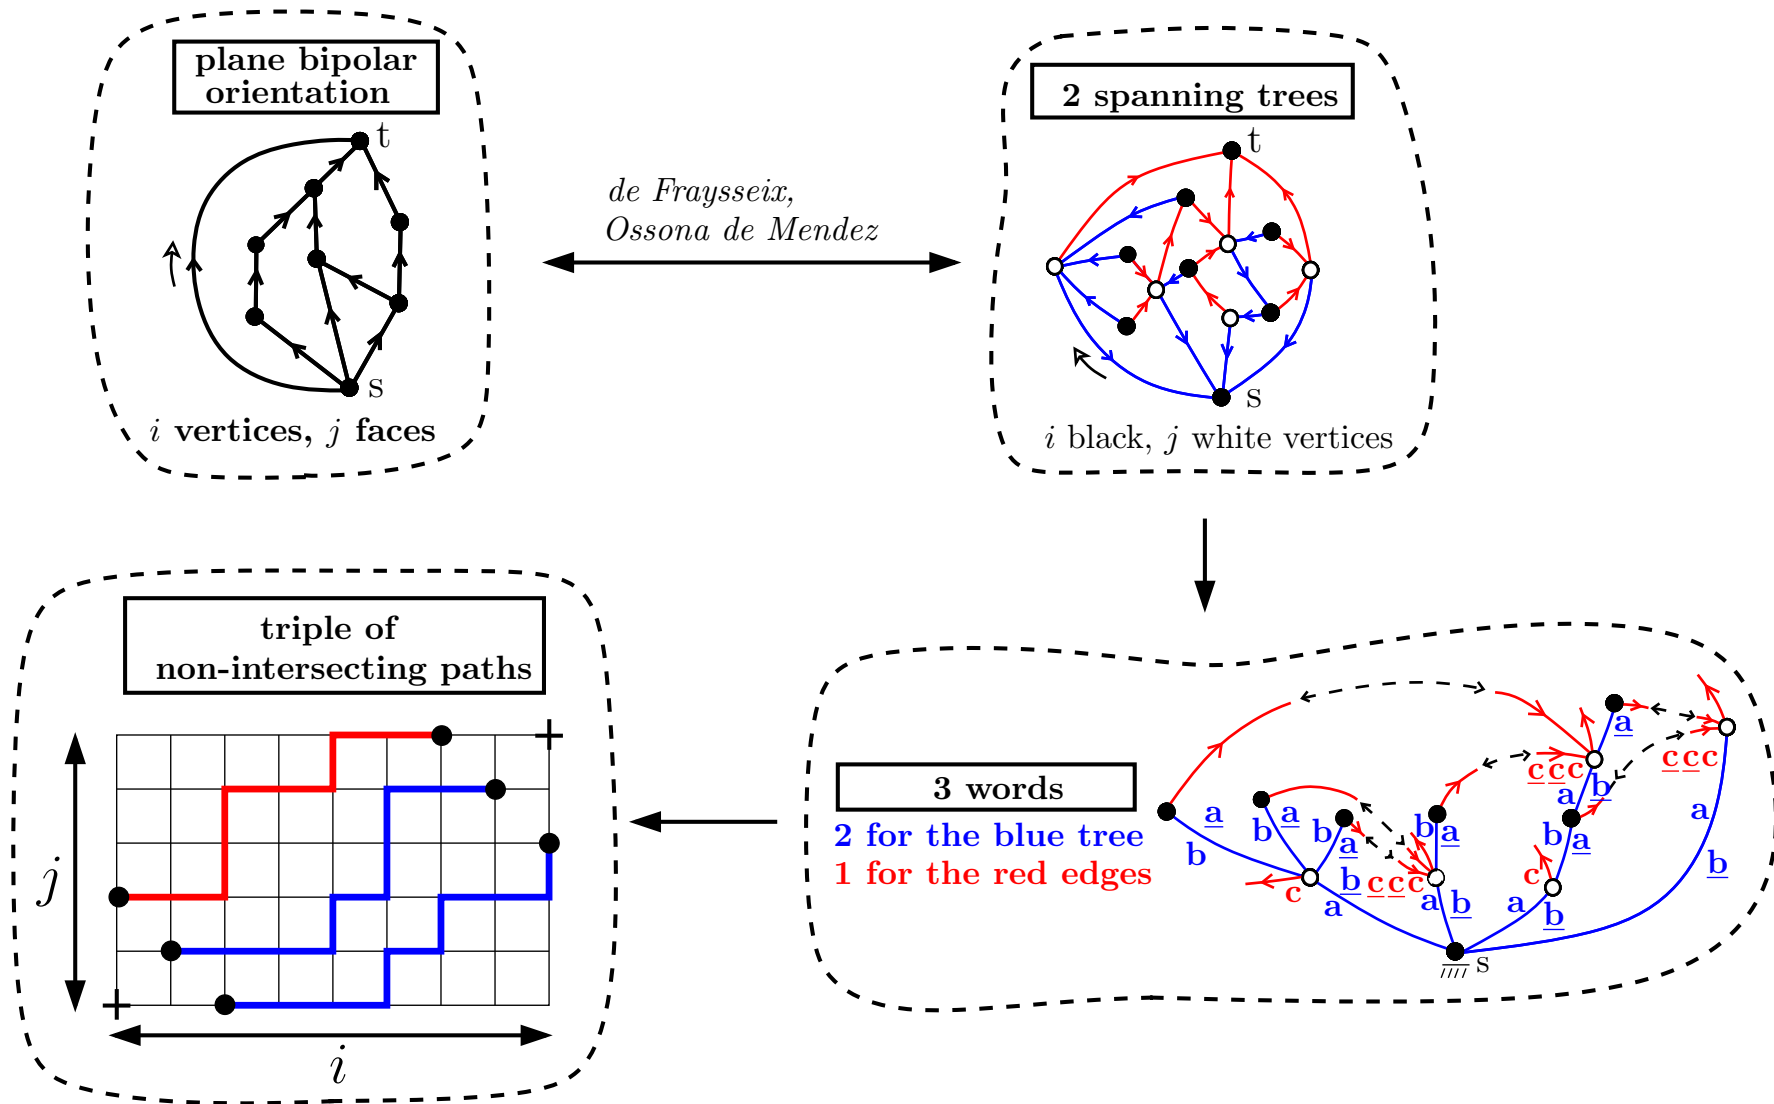 plane bipolar
orientation
t
s
i vertices, j faces
de Fraysseix,
Ossona de Mendez
2 spanning trees
t
s
i black, j white vertices
triple of
non-intersecting paths
j
i
3 words
2 for the blue tree
1 for the red edges
a
b
b
a
b
a
c
b
a
c c c
b
a
a
b
c c c
a
a
b
b
a
c
a
b
c c c
a
b
s